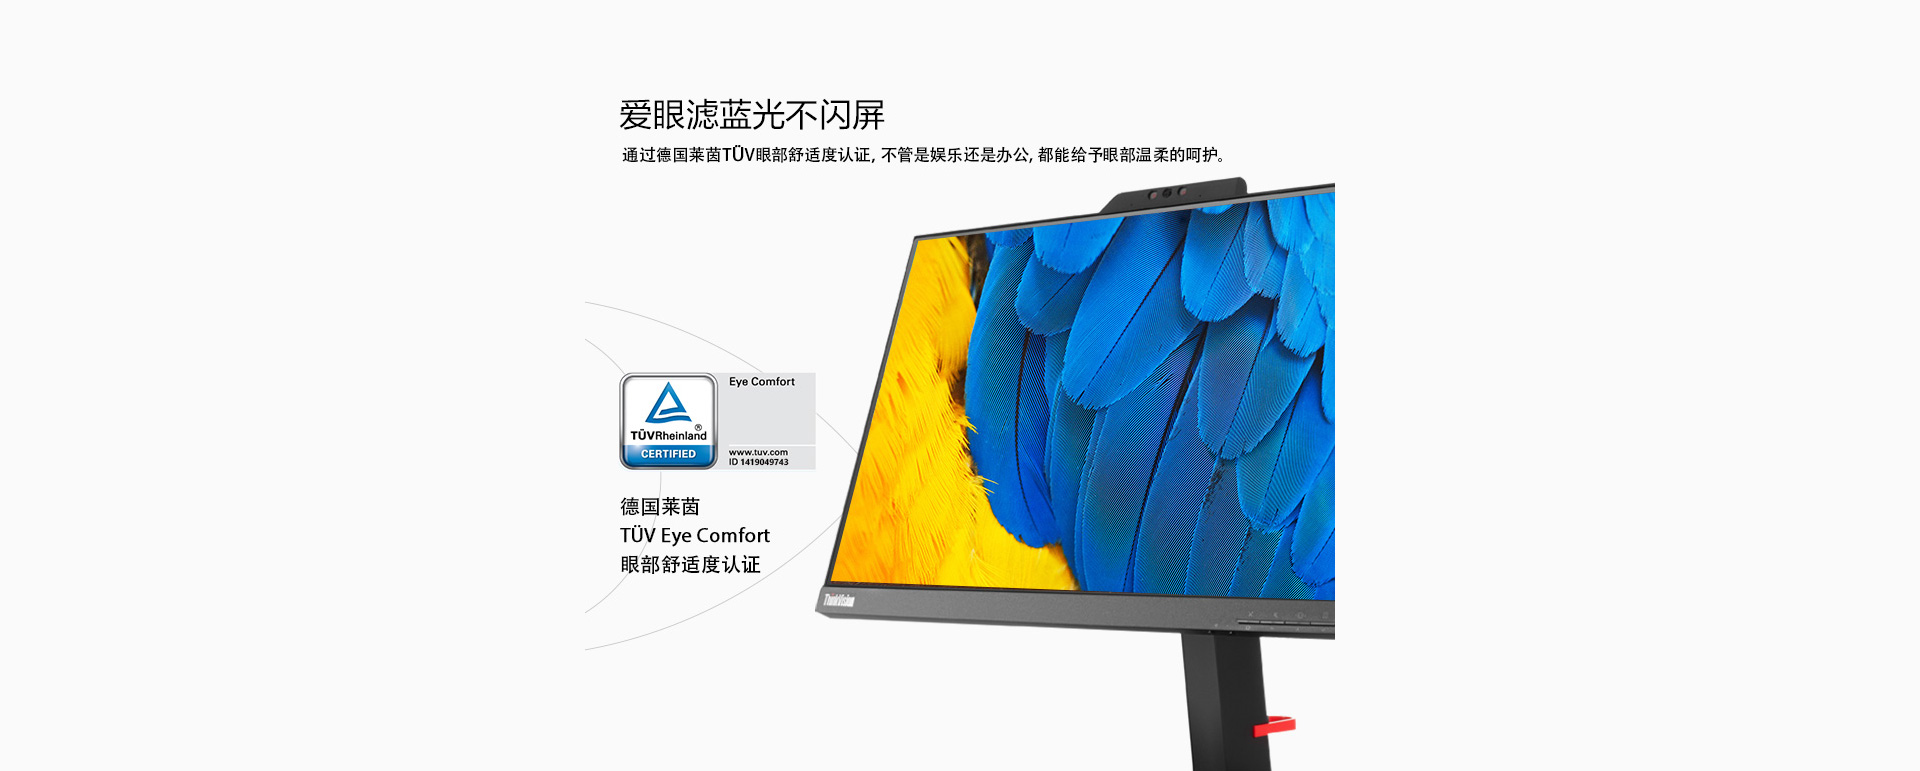 爱眼滤蓝光不闪屏
通过德国莱茵TÜV眼部舒适度认证, 不管是娱乐还是办公, 都能给予眼部温柔的呵护。
Eye Comfort
TÜVRheinland®
CERTIFIED
www.tuv.com
ID 1419049743
德国莱茵
TÜV Eye Comfort
眼部舒适度认证
ThinkVision